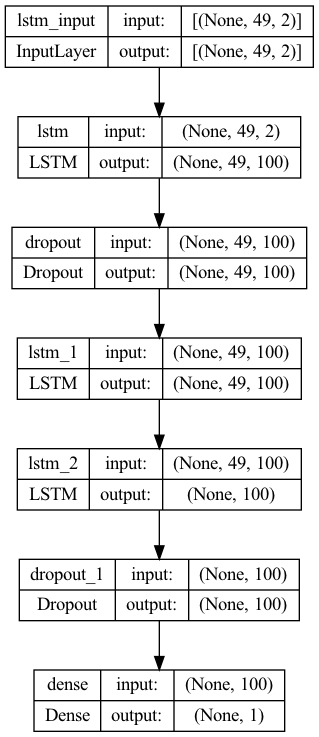 lstm_input input: [(None, 49, 2)]
InputLayer output: [(None, 49, 2)]
lstm input: (None, 49, 2)
LSTM output: (None, 49, 100)
dropout input: (None, 49, 100)
Dropout output: (None, 49, 100)
lstm_1 input: (None, 49, 100)
LSTM output: (None, 49, 100)
lstm_2 input: (None, 49, 100)
LSTM output: (None, 100)
dropout_1 input: (None, 100)
Dropout output: (None, 100)
dense input: (None, 100)
Dense output: (None, 1)